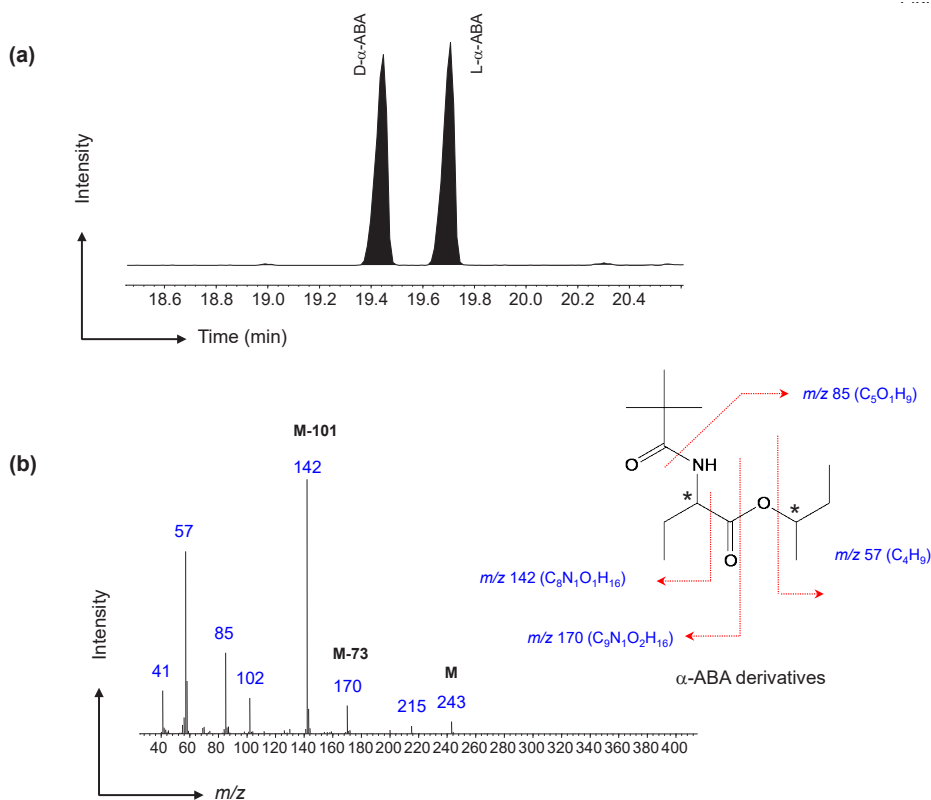 (a)
D-α-ABA
L-α-ABA
Intensity
18.6 18.8 19.0 19.2 19.4 19.6 19.8 20.0 20.2 20.4
Time (min)
(b)
M-101
142
57
85
41
102
M-73
170
M
215
243
Intensity
40 60 80 100 120 140 160 180 200 220 240 260 280 300 320 340 360 380 400
m/z
m/z 85 (C₅O₁H₉)
O
NH
*
O
*
O
m/z 57 (C₄H₉)
m/z 142 (C₈N₁O₁H₁₆)
m/z 170 (C₉N₁O₂H₁₆)
α-ABA derivatives